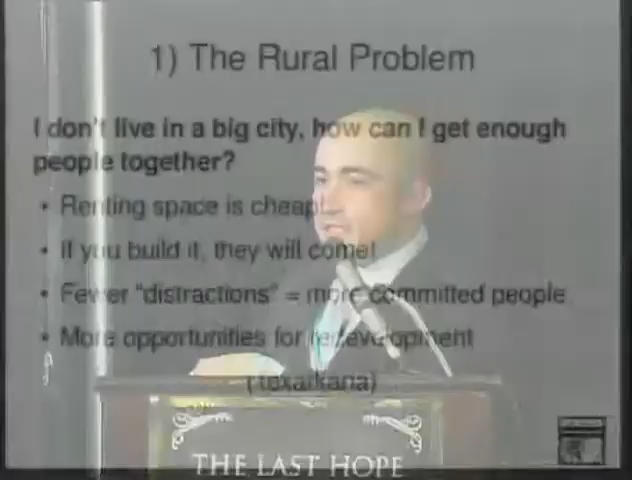 1) The Rural Problem
I don't live in a big city, how can I get enough
people together?
• Renting space is cheap!
• If you build it, they will come!
• Fewer "distractions" = more committed people
• More opportunities for redevelopment
(texarkana)
THE LAST HOPE